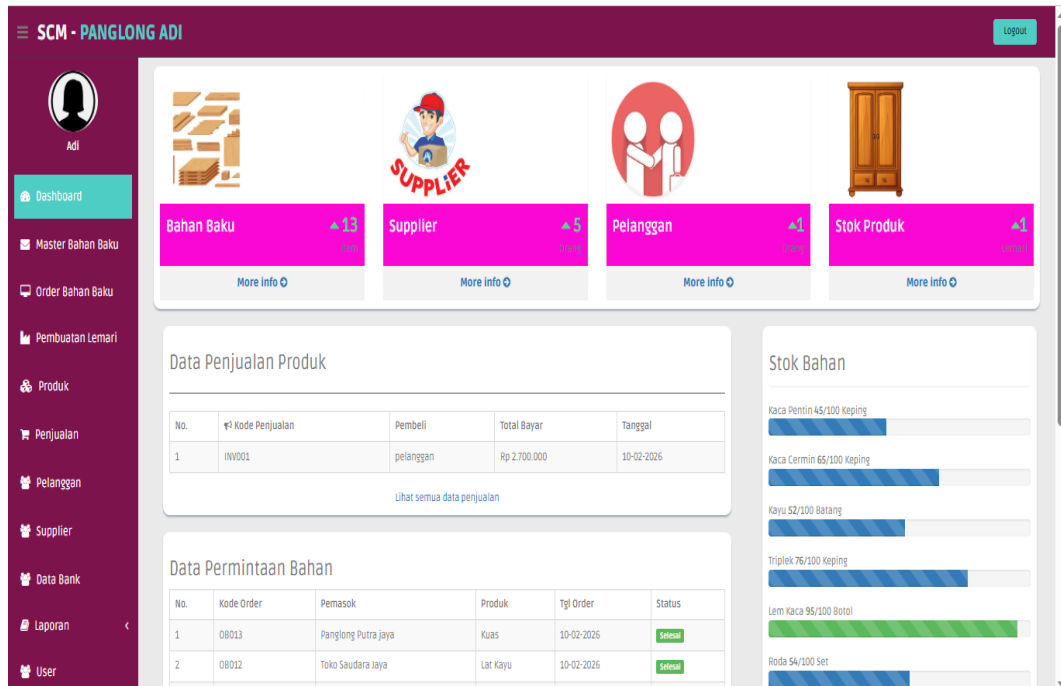 SCM - PANGLONG ADI
Logout
Adi
Dashboard
Master Bahan Baku
Order Bahan Baku
Pembuatan Lemari
Produk
Penjualan
Pelanggan
Supplier
Data Bank
Laporan
User
SUPPLiER
Bahan Baku 13
Item
More info
Supplier 5
Orang
More info
Pelanggan 1
Orang
More info
Stok Produk 1
Lemari
More info
Data Penjualan Produk
No. Kode Penjualan Pembeli Total Bayar Tanggal
1 INV001 pelanggan Rp 2.700.000 10-02-2026
Lihat semua data penjualan
Data Permintaan Bahan
No. Kode Order Pemasok Produk Tgl Order Status
1 OB013 Panglong Putra jaya Kuas 10-02-2026 Selesai
2 OB012 Toko Saudara Jaya Lat Kayu 10-02-2026 Selesai
Stok Bahan
Kaca Pentin 45/100 Keping
Kaca Cermin 65/100 Keping
Kayu 52/100 Batang
Triplek 76/100 Keping
Lem Kaca 95/100 Botol
Roda 54/100 Set